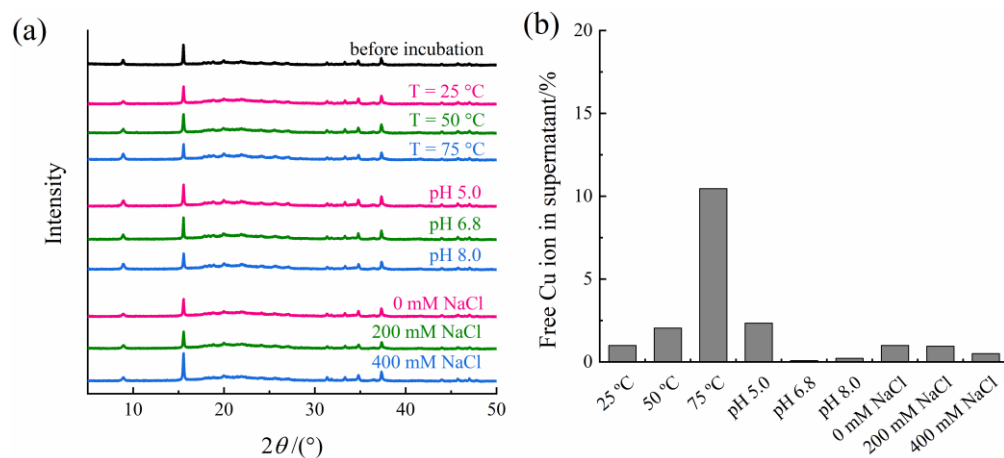 (a)
Intensity
before incubation
T = 25 °C
T = 50 °C
T = 75 °C
pH 5.0
pH 6.8
pH 8.0
0 mM NaCl
200 mM NaCl
400 mM NaCl
10 20 30 40 50
2θ/(°)
(b)
Free Cu ion in supernatant/%
20
15
10
5
0
25 °C
50 °C
75 °C
pH 5.0
pH 6.8
pH 8.0
0 mM NaCl
200 mM NaCl
400 mM NaCl